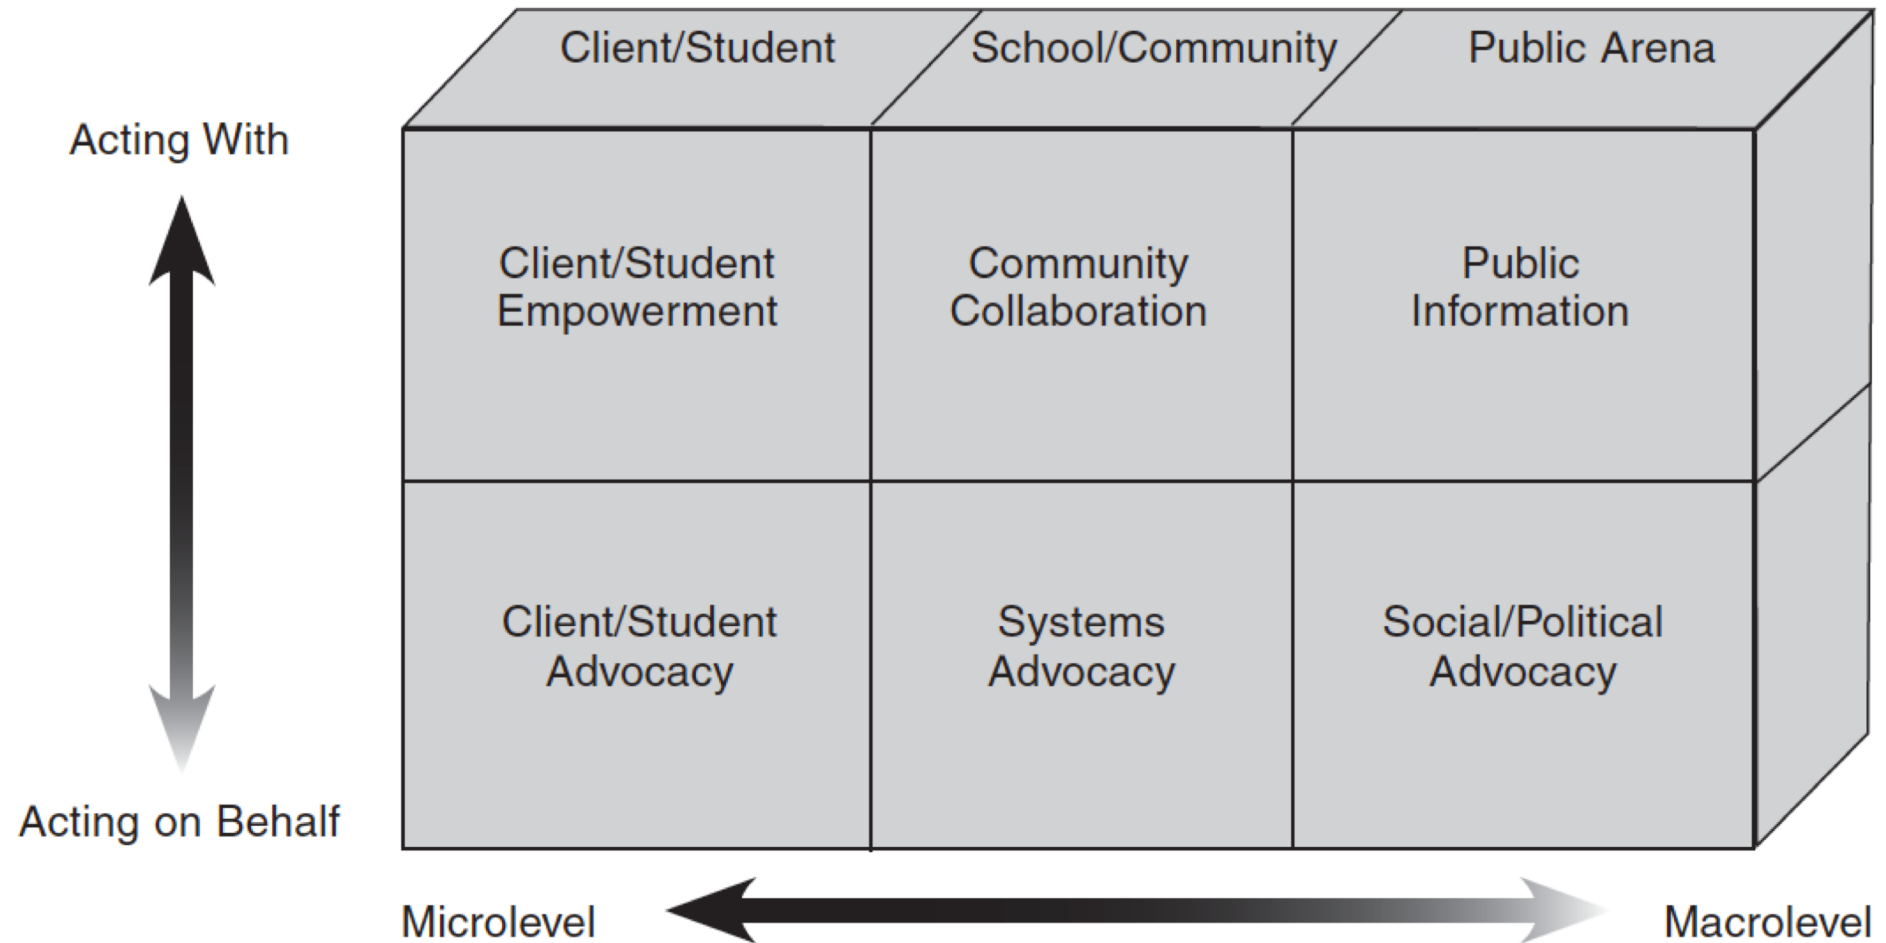 Client/Student
School/Community
Public Arena
Acting With
Client/Student
Empowerment
Community
Collaboration
Public
Information
Client/Student
Advocacy
Systems
Advocacy
Social/Political
Advocacy
Acting on Behalf
Microlevel
Macrolevel